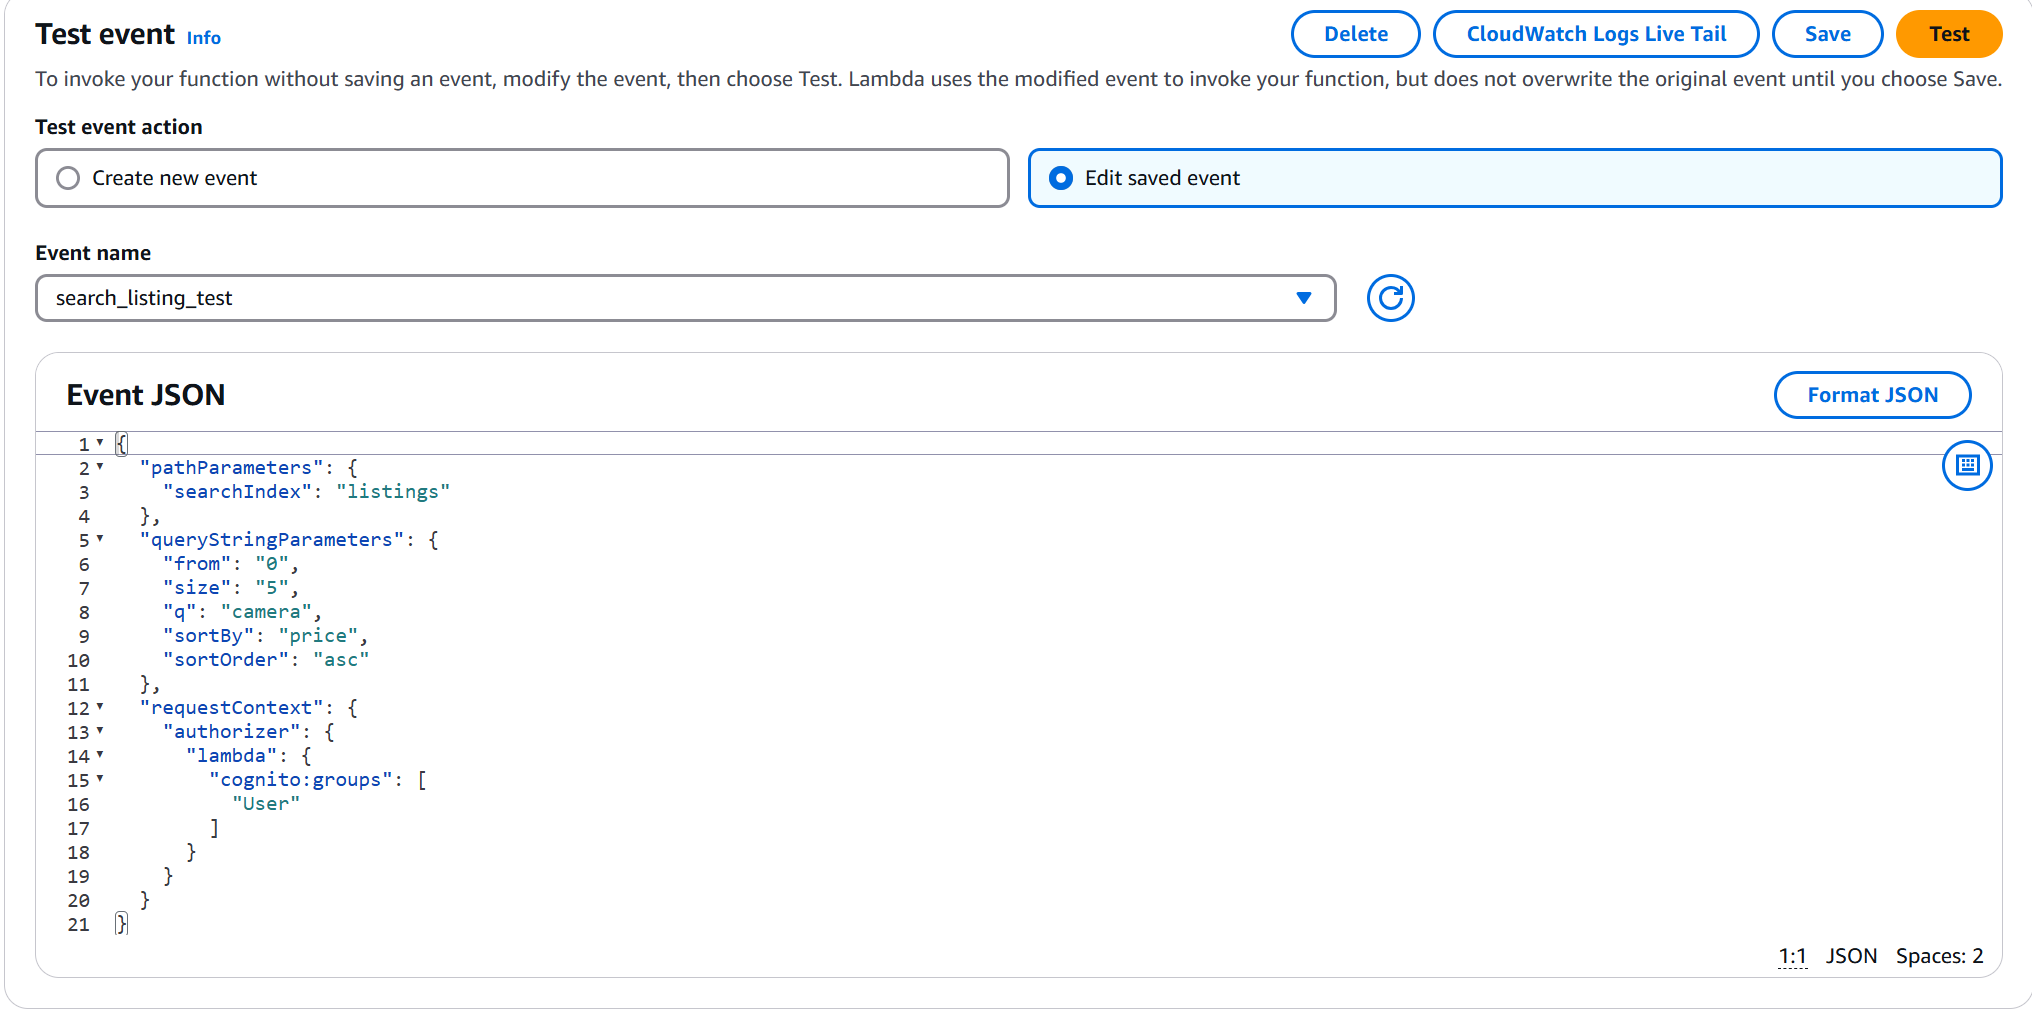 Test event Info
Delete
CloudWatch Logs Live Tail
Save
Test
To invoke your function without saving an event, modify the event, then choose Test. Lambda uses the modified event to invoke your function, but does not overwrite the original event until you choose Save.
Test event action
Create new event
Edit saved event
Event name
search_listing_test
Event JSON
Format JSON
1 {
2   "pathParameters": {
3     "searchIndex": "listings"
4   },
5   "queryStringParameters": {
6     "from": "0",
7     "size": "5",
8     "q": "camera",
9     "sortBy": "price",
10     "sortOrder": "asc"
11   },
12   "requestContext": {
13     "authorizer": {
14       "lambda": {
15         "cognito:groups": [
16           "User"
17         ]
18       }
19     }
20   }
21 }
1:1 JSON Spaces: 2